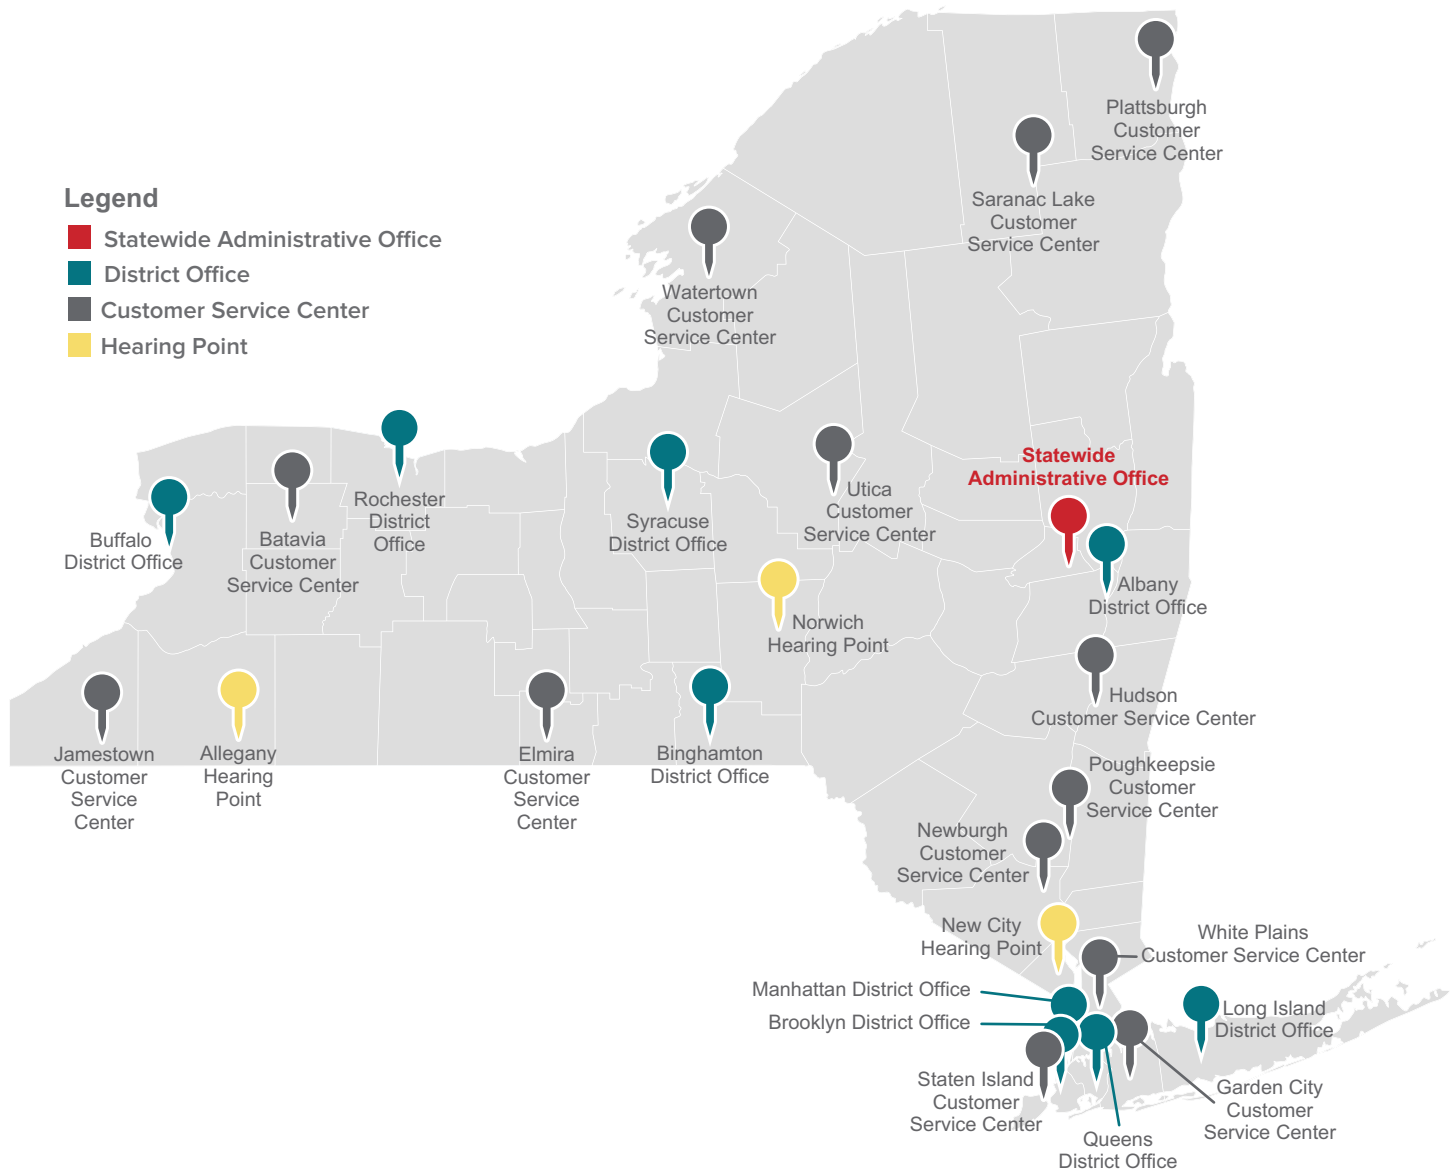 Plattsburgh
Customer
Service Center
Saranac Lake
Customer
Service Center
Legend
Statewide Administrative Office
District Office
Customer Service Center
Hearing Point
Watertown
Customer
Service Center
Statewide
Administrative Office
Rochester
District
Office
Utica
Customer
Service Center
Syracuse
District Office
Buffalo
District Office
Batavia
Customer
Service Center
Albany
District Office
Norwich
Hearing Point
Hudson
Customer Service Center
Jamestown
Customer
Service
Center
Allegany
Hearing
Point
Elmira
Customer
Service
Center
Binghamton
District Office
Poughkeepsie
Customer
Service Center
Newburgh
Customer
Service Center
New City
Hearing Point
White Plains
Customer Service Center
Manhattan District Office
Brooklyn District Office
Long Island
District Office
Staten Island
Customer
Service Center
Garden City
Customer
Service Center
Queens
District Office